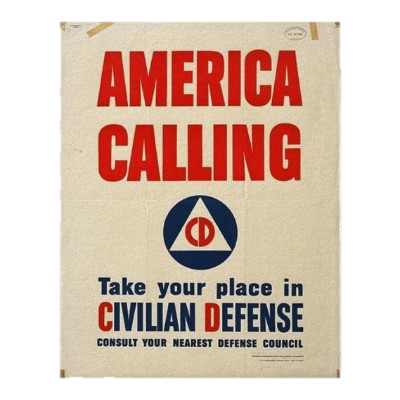 AMERICA
CALLING
CD
Take your place in
CIVILIAN DEFENSE
CONSULT YOUR NEAREST DEFENSE COUNCIL